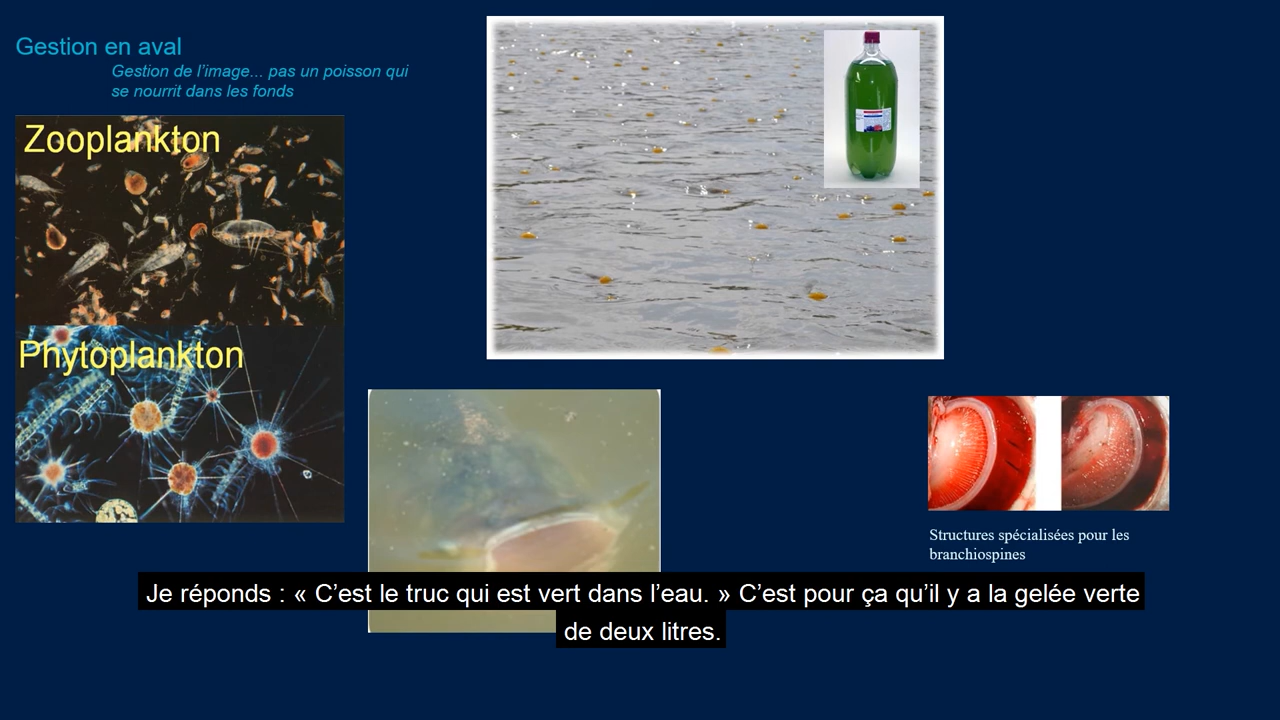 Gestion en aval
Gestion de l'image... pas un poisson qui
se nourrit dans les fonds
Zooplankton
Phytoplankton
Structures spécialisées pour les
branchiospines
Je réponds : « C’est le truc qui est vert dans l’eau. » C’est pour ça qu’il y a la gelée verte
de deux litres.